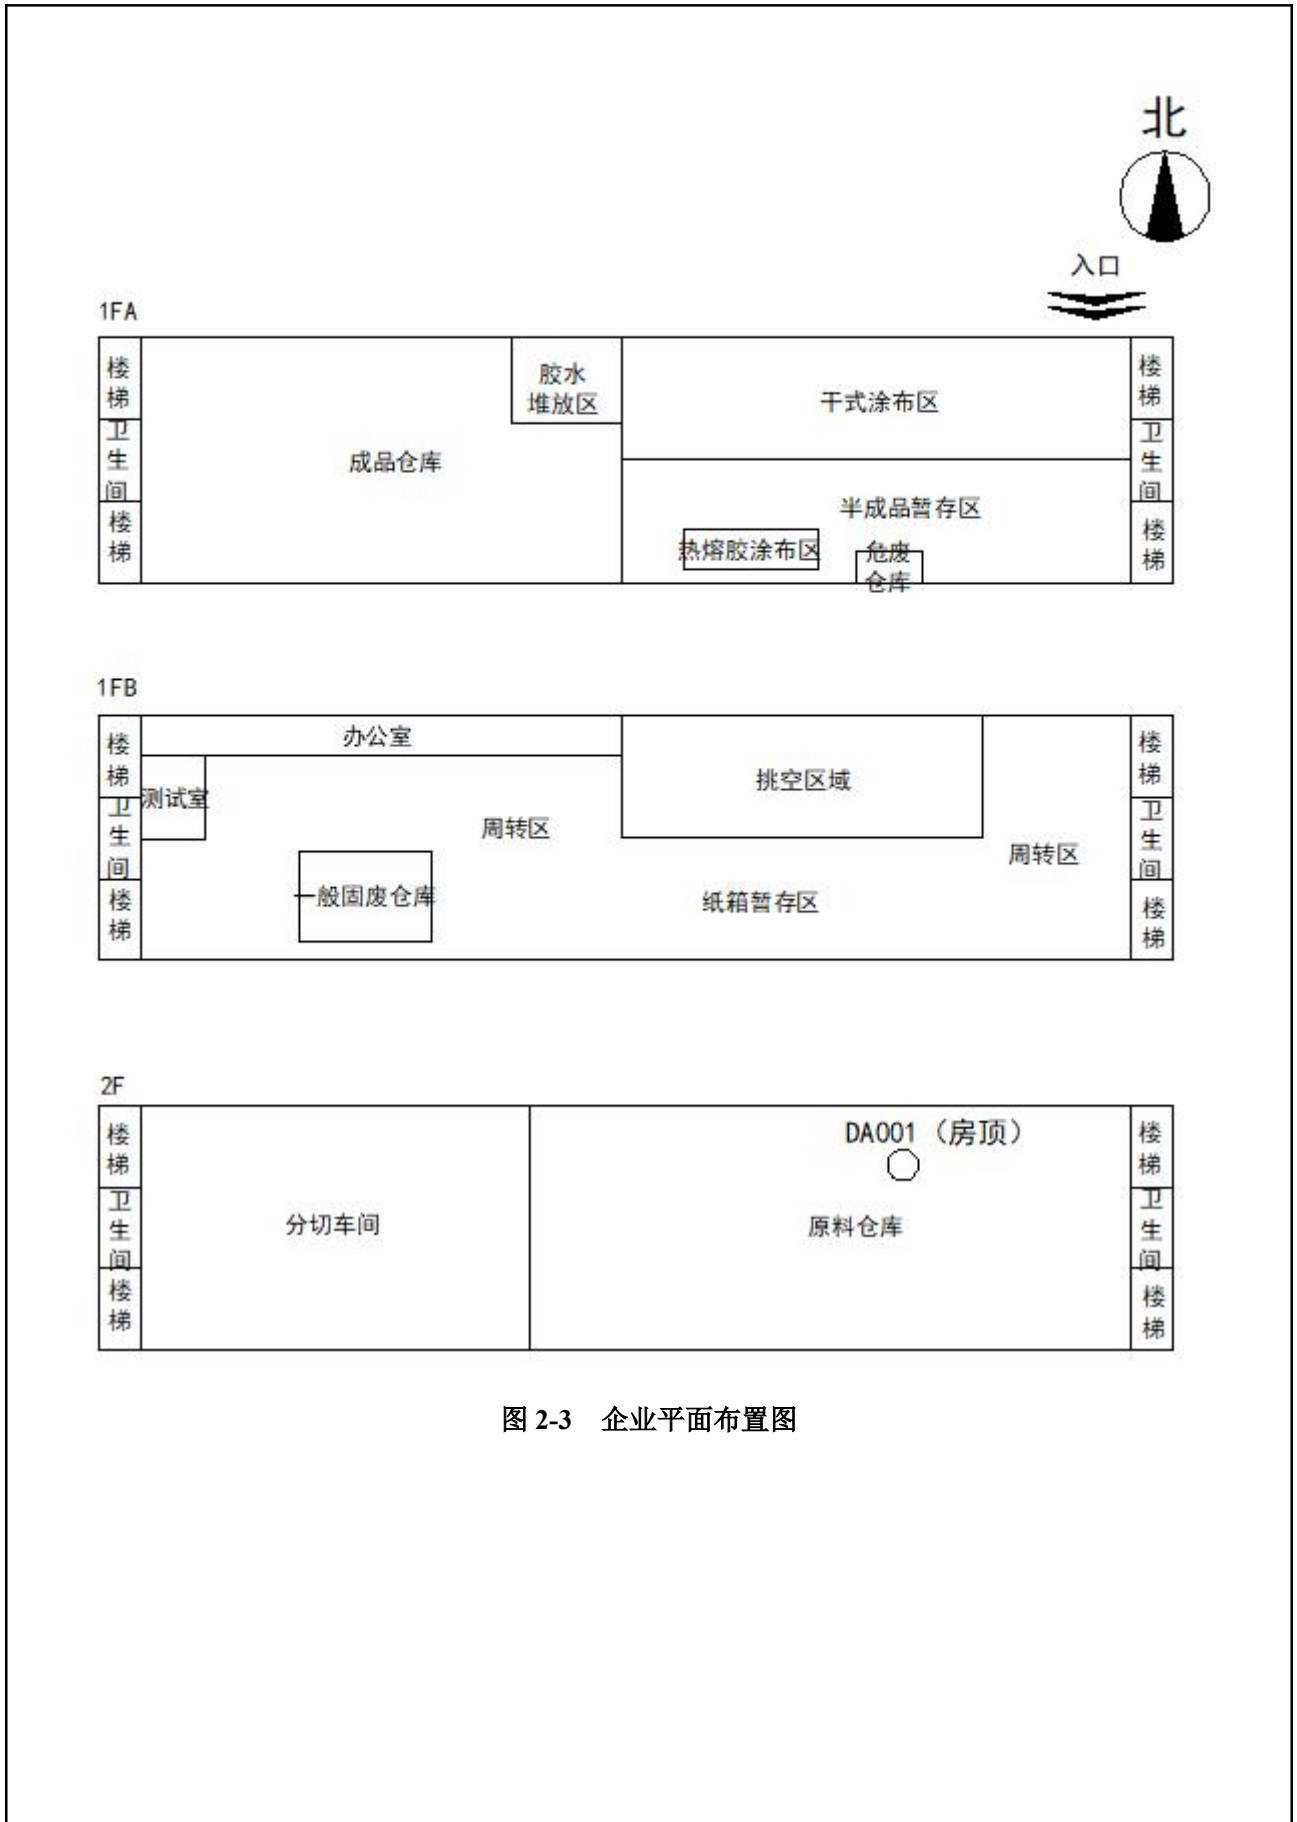 北
入口
1FA
楼
梯
卫
生
间
楼
梯
成品仓库
胶水
堆放区
干式涂布区
半成品暂存区
热熔胶涂布区
危废
仓库
楼
梯
卫
生
间
楼
梯
1FB
楼
梯
卫
生
间
楼
梯
办公室
测试室
周转区
一般固废仓库
挑空区域
纸箱暂存区
周转区
楼
梯
卫
生
间
楼
梯
2F
楼
梯
卫
生
间
楼
梯
分切车间
DA001（房顶）
原料仓库
楼
梯
卫
生
间
楼
梯
图 2-3 企业平面布置图